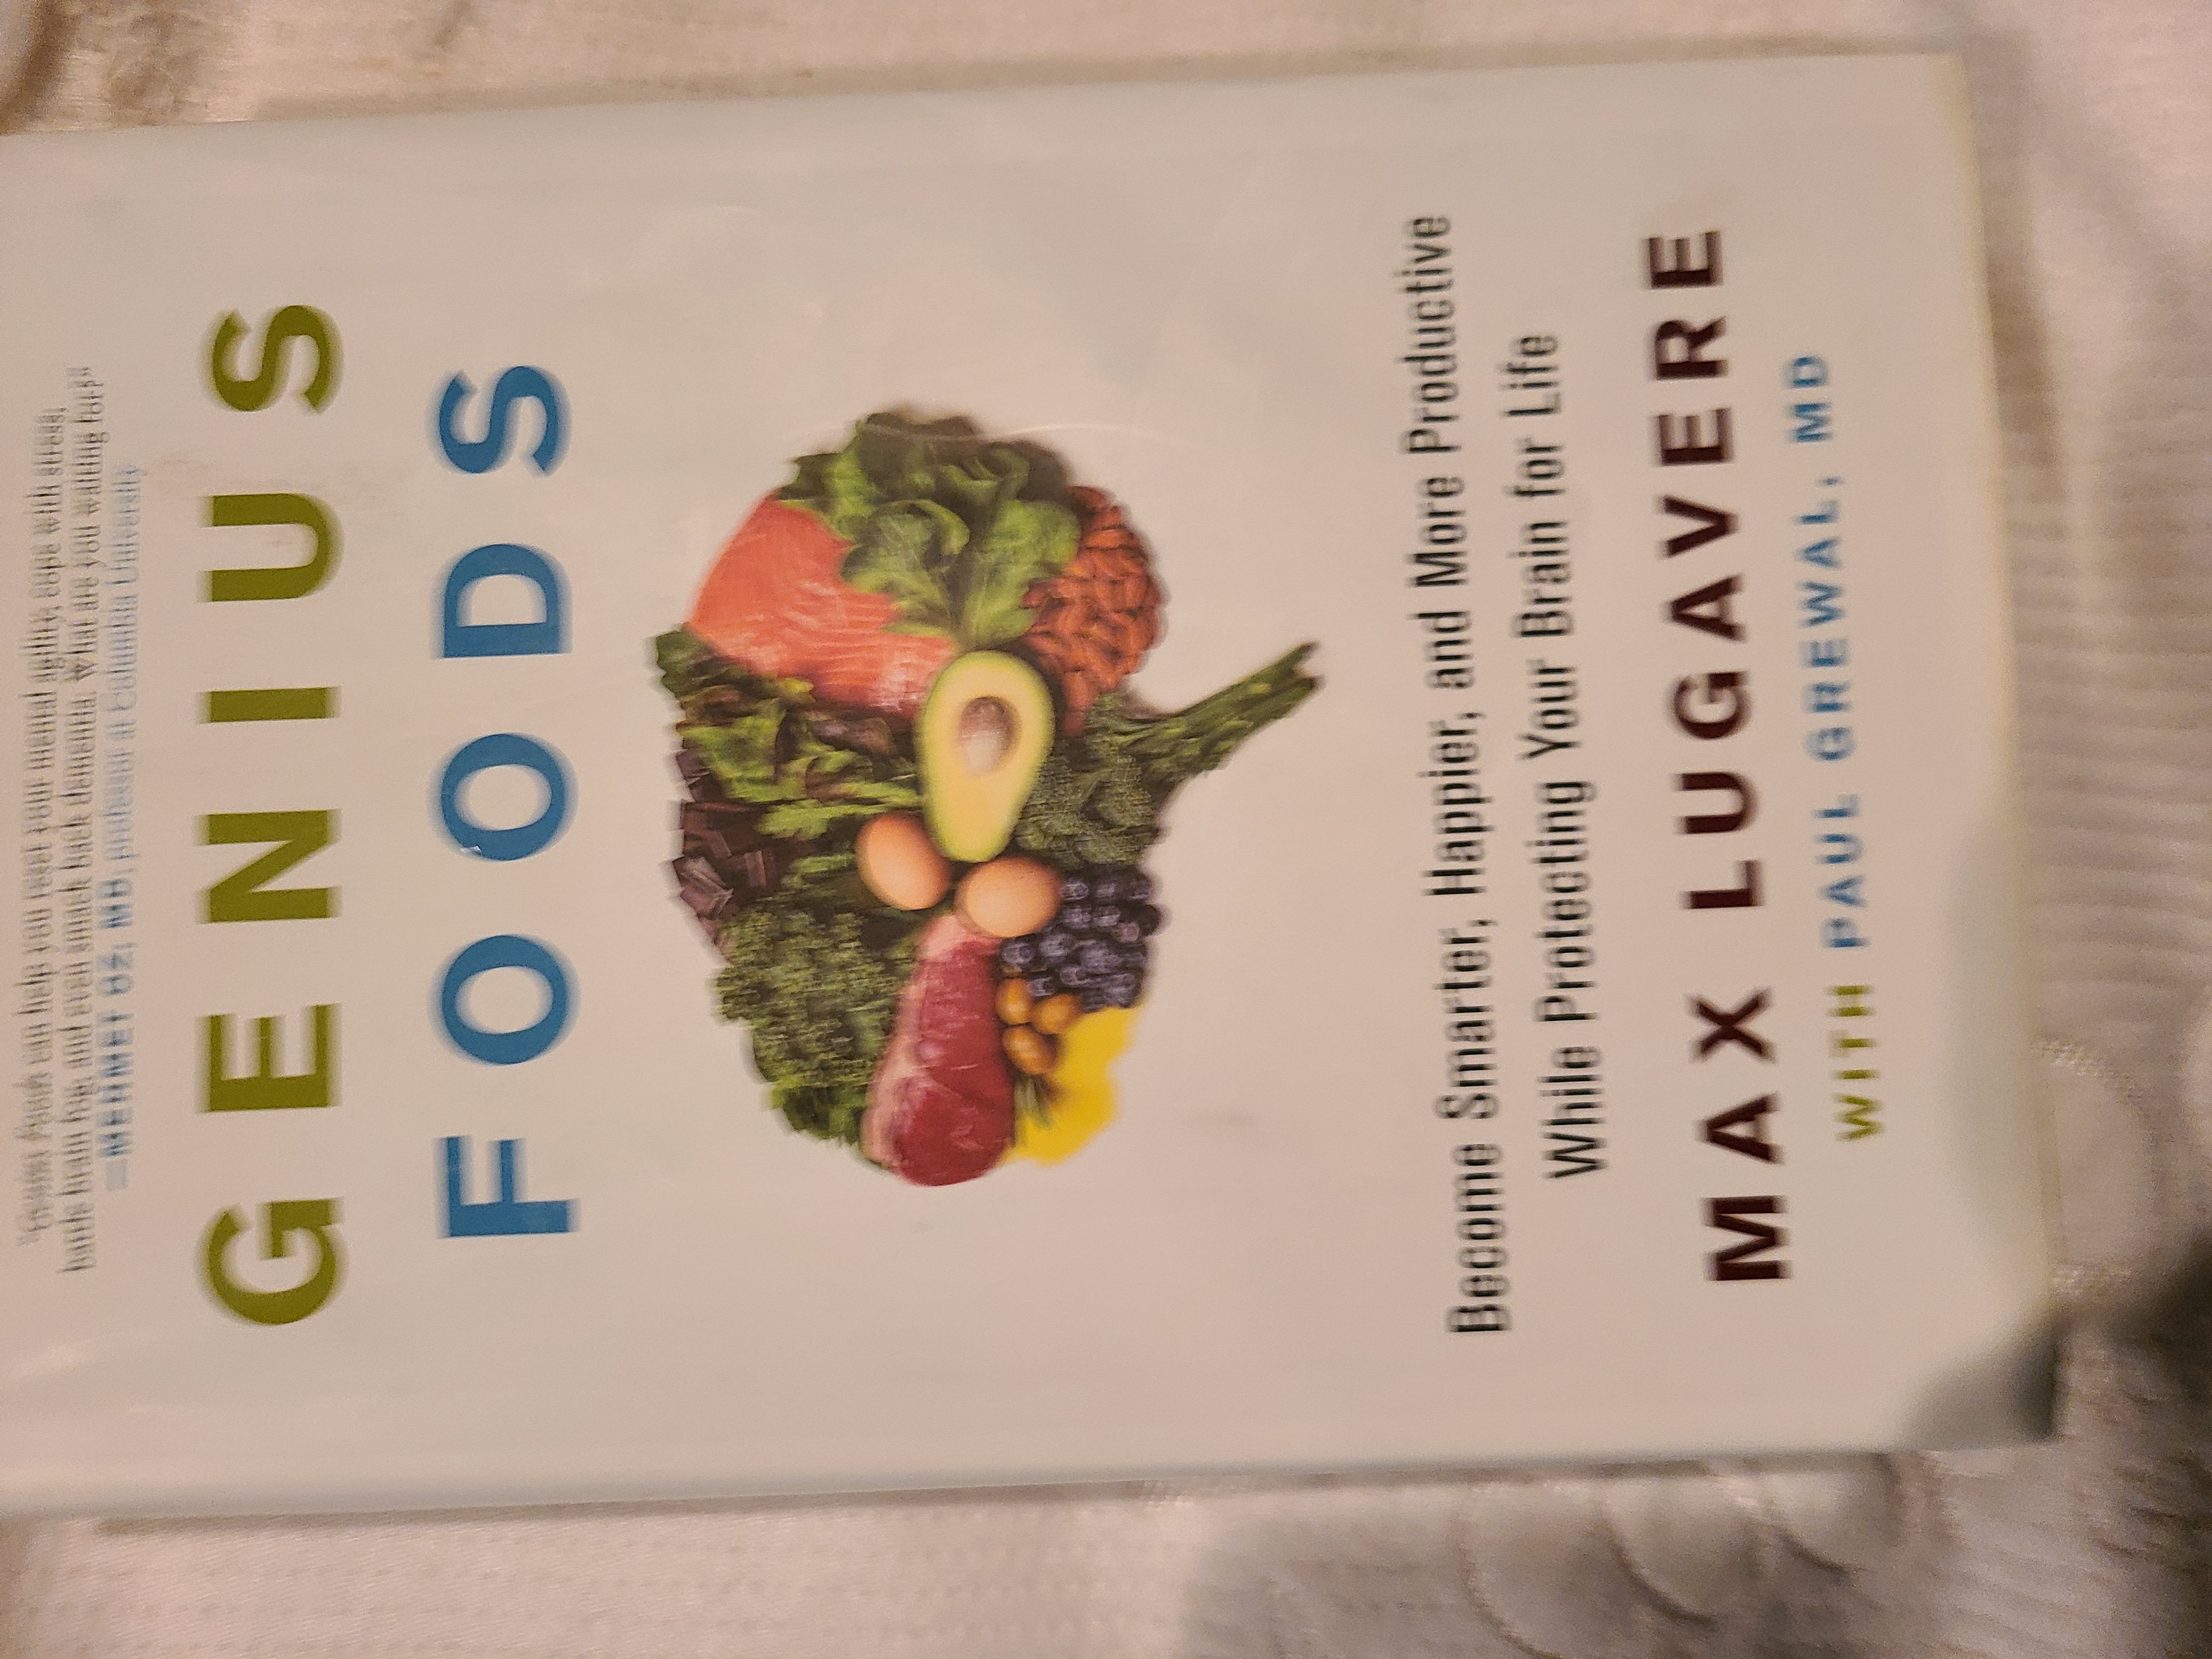 "Genius Foods can help you reset your mental agility, cope with stress,
battle brain fog, and even smack back dementia. What are you waiting for?"
—MEHMET OZ, MD, professor at Columbia University
GENIUS
FOODS
Become Smarter, Happier, and More Productive
While Protecting Your Brain for Life
MAX LUGAVERE
WITH PAUL GREWAL, MD